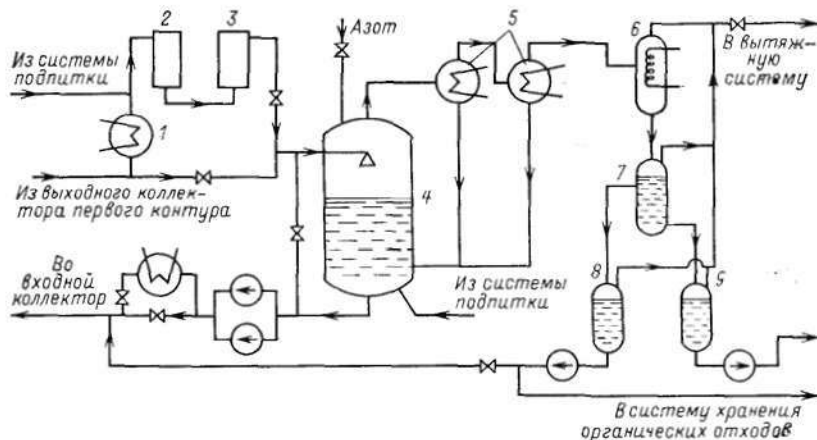 2
3
Азот
5
6
Из системы
подпитки
В вытяж-
ную
систему
1
7
Из выходного коллек-
тора первого контура
4
Во
входной
коллектор
Из системы
подпитки
8
9
В систему хранения
органических отходов